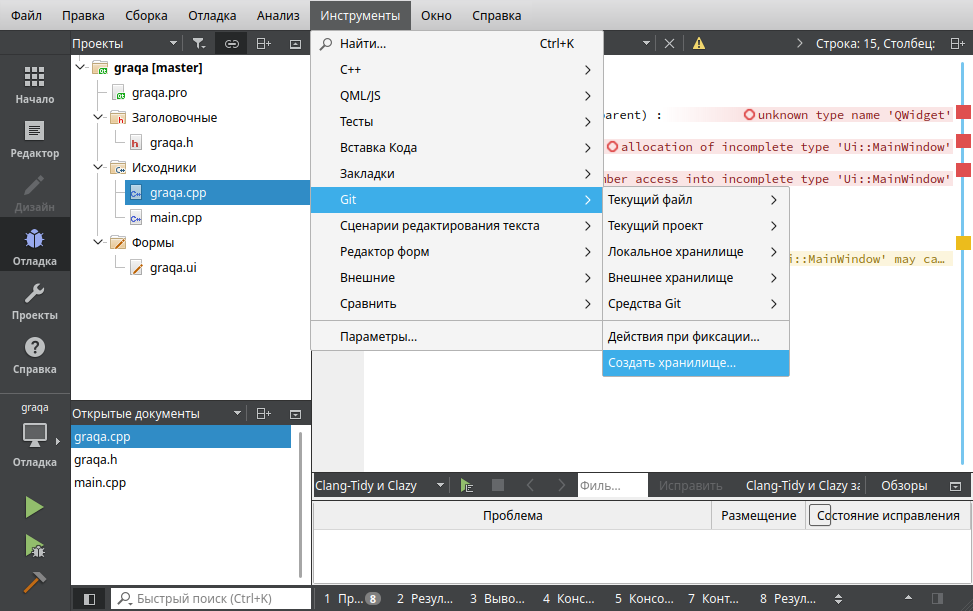 Файл Правка Сборка Отладка Анализ Инструменты Окно Справка
Проекты
Строка: 15, Столбец:
Начало
Редактор
Дизайн
Отладка
Проекты
Справка
graqa
Отладка
graqa [master]
graqa.pro
Заголовочные
graqa.h
Исходники
graqa.cpp
main.cpp
Формы
graqa.ui
Найти... Ctrl+K
C++
QML/JS
Тесты
Вставка Кода
Закладки
Git
Сценарии редактирования текста
Редактор форм
Внешние
Сравнить
Параметры...
Текущий файл
Текущий проект
Локальное хранилище
Внешнее хранилище
Средства Git
Действия при фиксации...
Создать хранилище...
arent) : unknown type name 'QWidget'
allocation of incomplete type 'Ui::MainWindow'
mber access into incomplete type 'Ui::MainWindow'
i::MainWindow' may ca…
Открытые документы
graqa.cpp
graqa.h
main.cpp
Clang-Tidy и Clazy Филь... Исправить Clang-Tidy и Clazy за Обзоры
Проблема Размещение Состояние исправления
Быстрый поиск (Ctrl+K) 1 Пр... 8 2 Резул... 3 Выво... 4 Конс... 5 Консо... 7 Конт... 8 Резул...